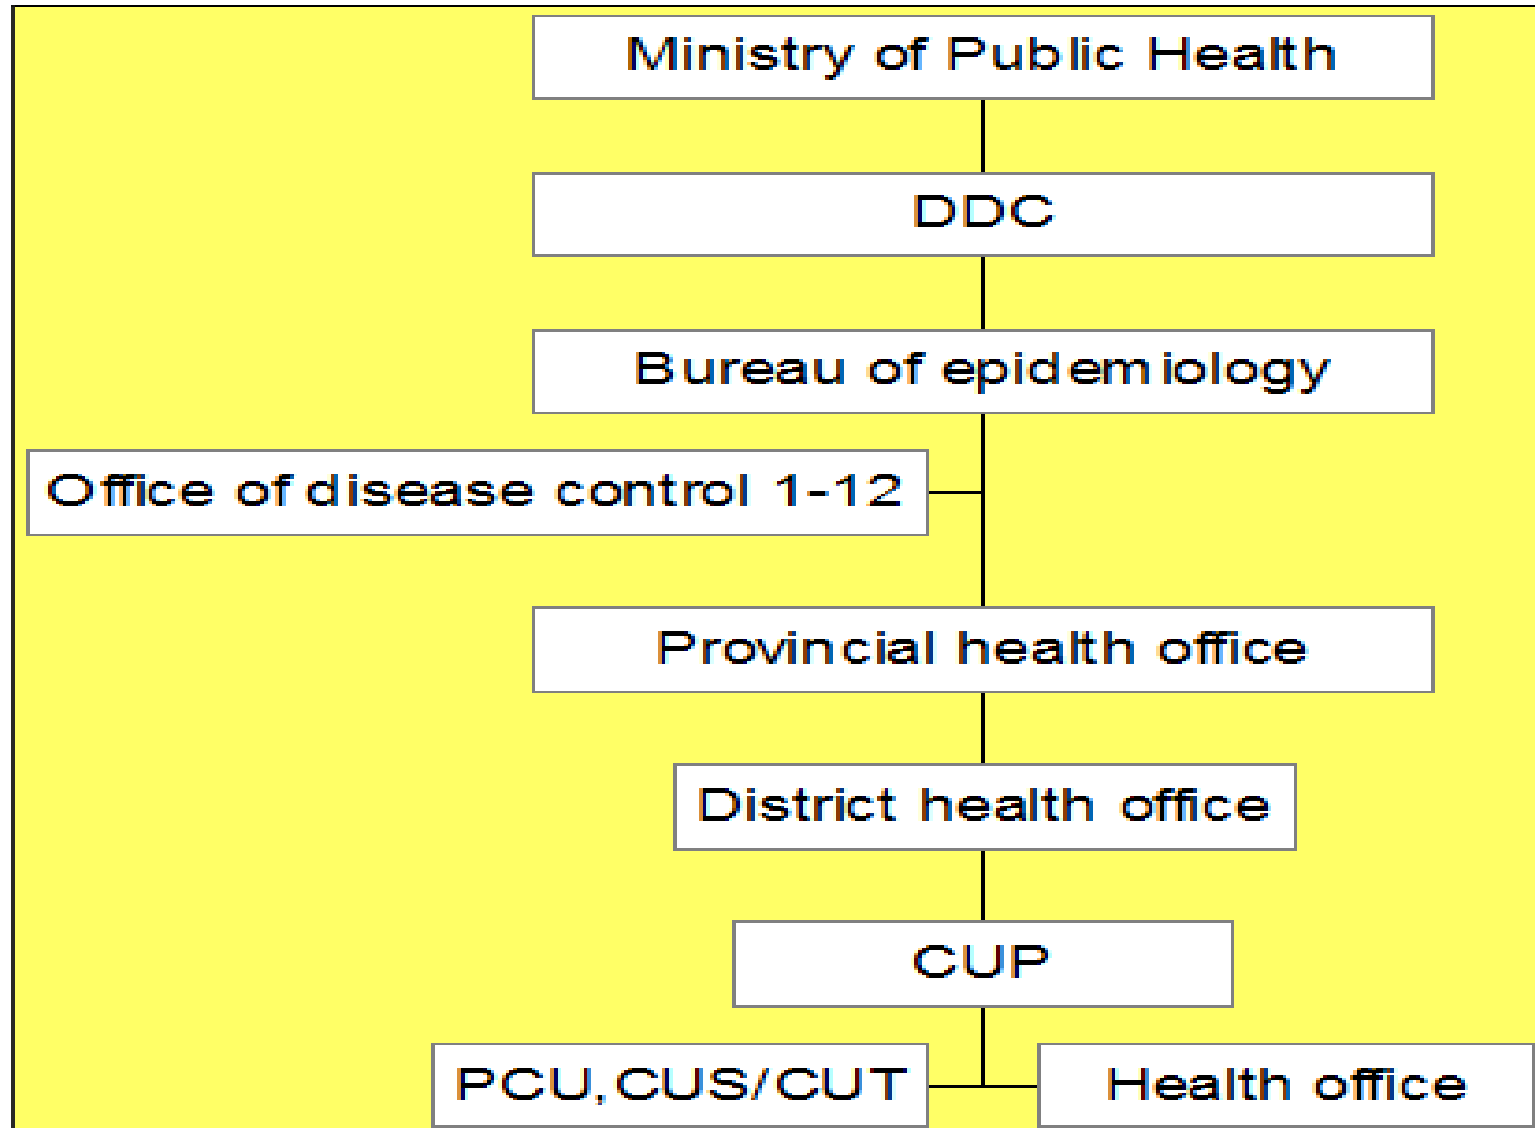 Ministry of Public Health
DDC
Bureau of epidemiology
Office of disease control 1-12
Provincial health office
District health office
CUP
PCU,CUS/CUT
Health office